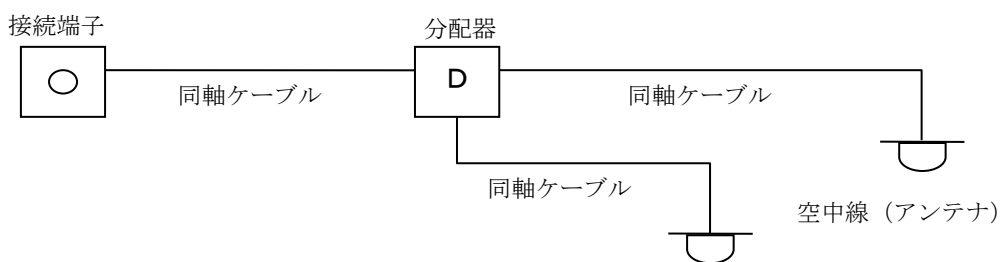 接続端子
分配器
D
同軸ケーブル
同軸ケーブル
同軸ケーブル
空中線（アンテナ）